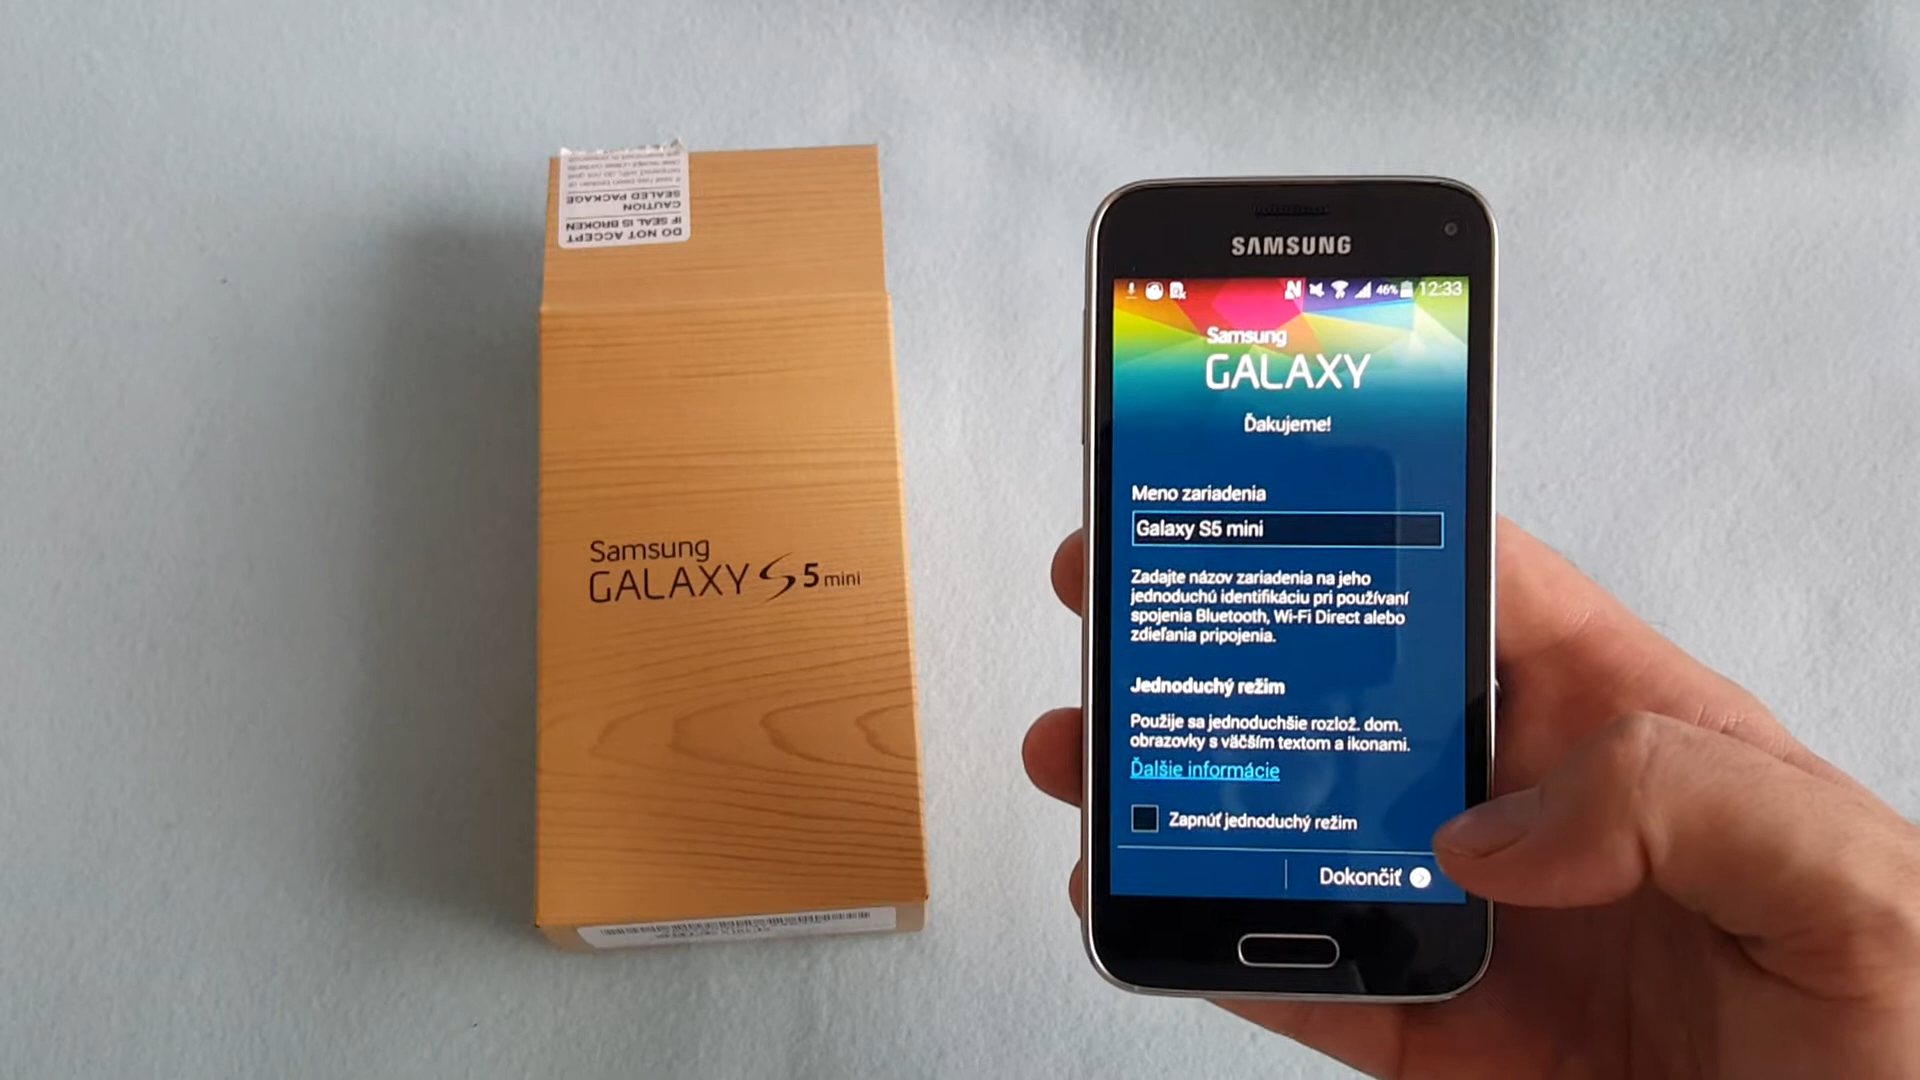 DO NOT ACCEPT
IF SEAL IS BROKEN
CAUTION
SEALED PACKAGE
Samsung
GALAXY S5 mini
SAMSUNG
46% 12:33
Samsung
GALAXY
Ďakujeme!
Meno zariadenia
Galaxy S5 mini
Zadajte názov zariadenia na jeho
jednoduchú identifikáciu pri používaní
spojenia Bluetooth, Wi-Fi Direct alebo
zdieľania pripojenia.
Jednoduchý režim
Použije sa jednoduchšie rozlož. dom.
obrazovky s väčším textom a ikonami.
Ďalšie informácie
Zapnúť jednoduchý režim
Dokončiť